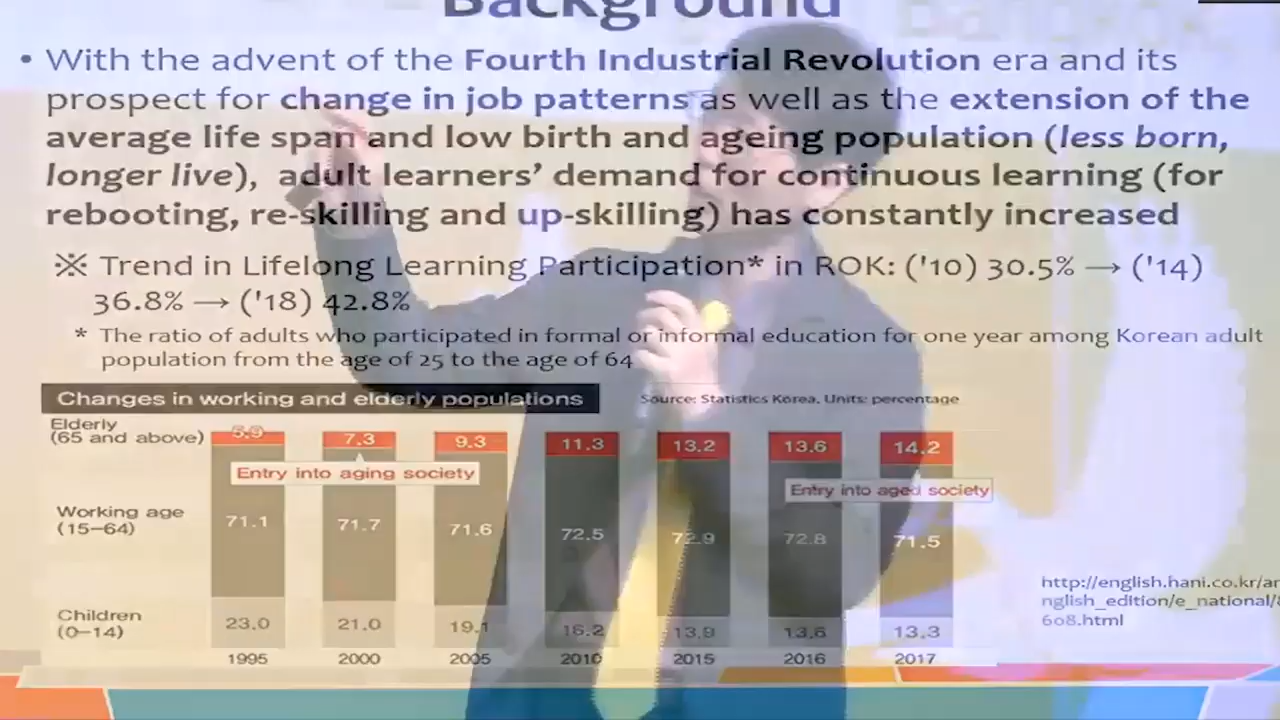 Background
• With the advent of the Fourth Industrial Revolution era and its
prospect for change in job patterns as well as the extension of the
average life span and low birth and ageing population (less born,
longer live), adult learners' demand for continuous learning (for
rebooting, re-skilling and up-skilling) has constantly increased
※ Trend in Lifelong Learning Participation* in ROK: ('10) 30.5% → ('14)
36.8% → ('18) 42.8%
* The ratio of adults who participated in formal or informal education for one year among Korean adult
population from the age of 25 to the age of 64
Changes in working and elderly populations
Source: Statistics Korea, Units: percentage
Elderly
(65 and above) 5.9 7.3 9.3 11.3 13.2 13.6 14.2
Entry into aging society
Entry into aged society
Working age
(15–64) 71.1 71.7 71.6 72.5 72.9 72.8 71.5
Children
(0–14) 23.0 21.0 19.1 16.2 13.9 13.6 13.3
1995 2000 2005 2010 2015 2016 2017
http://english.hani.co.kr/ar
nglish_edition/e_national/8
608.html